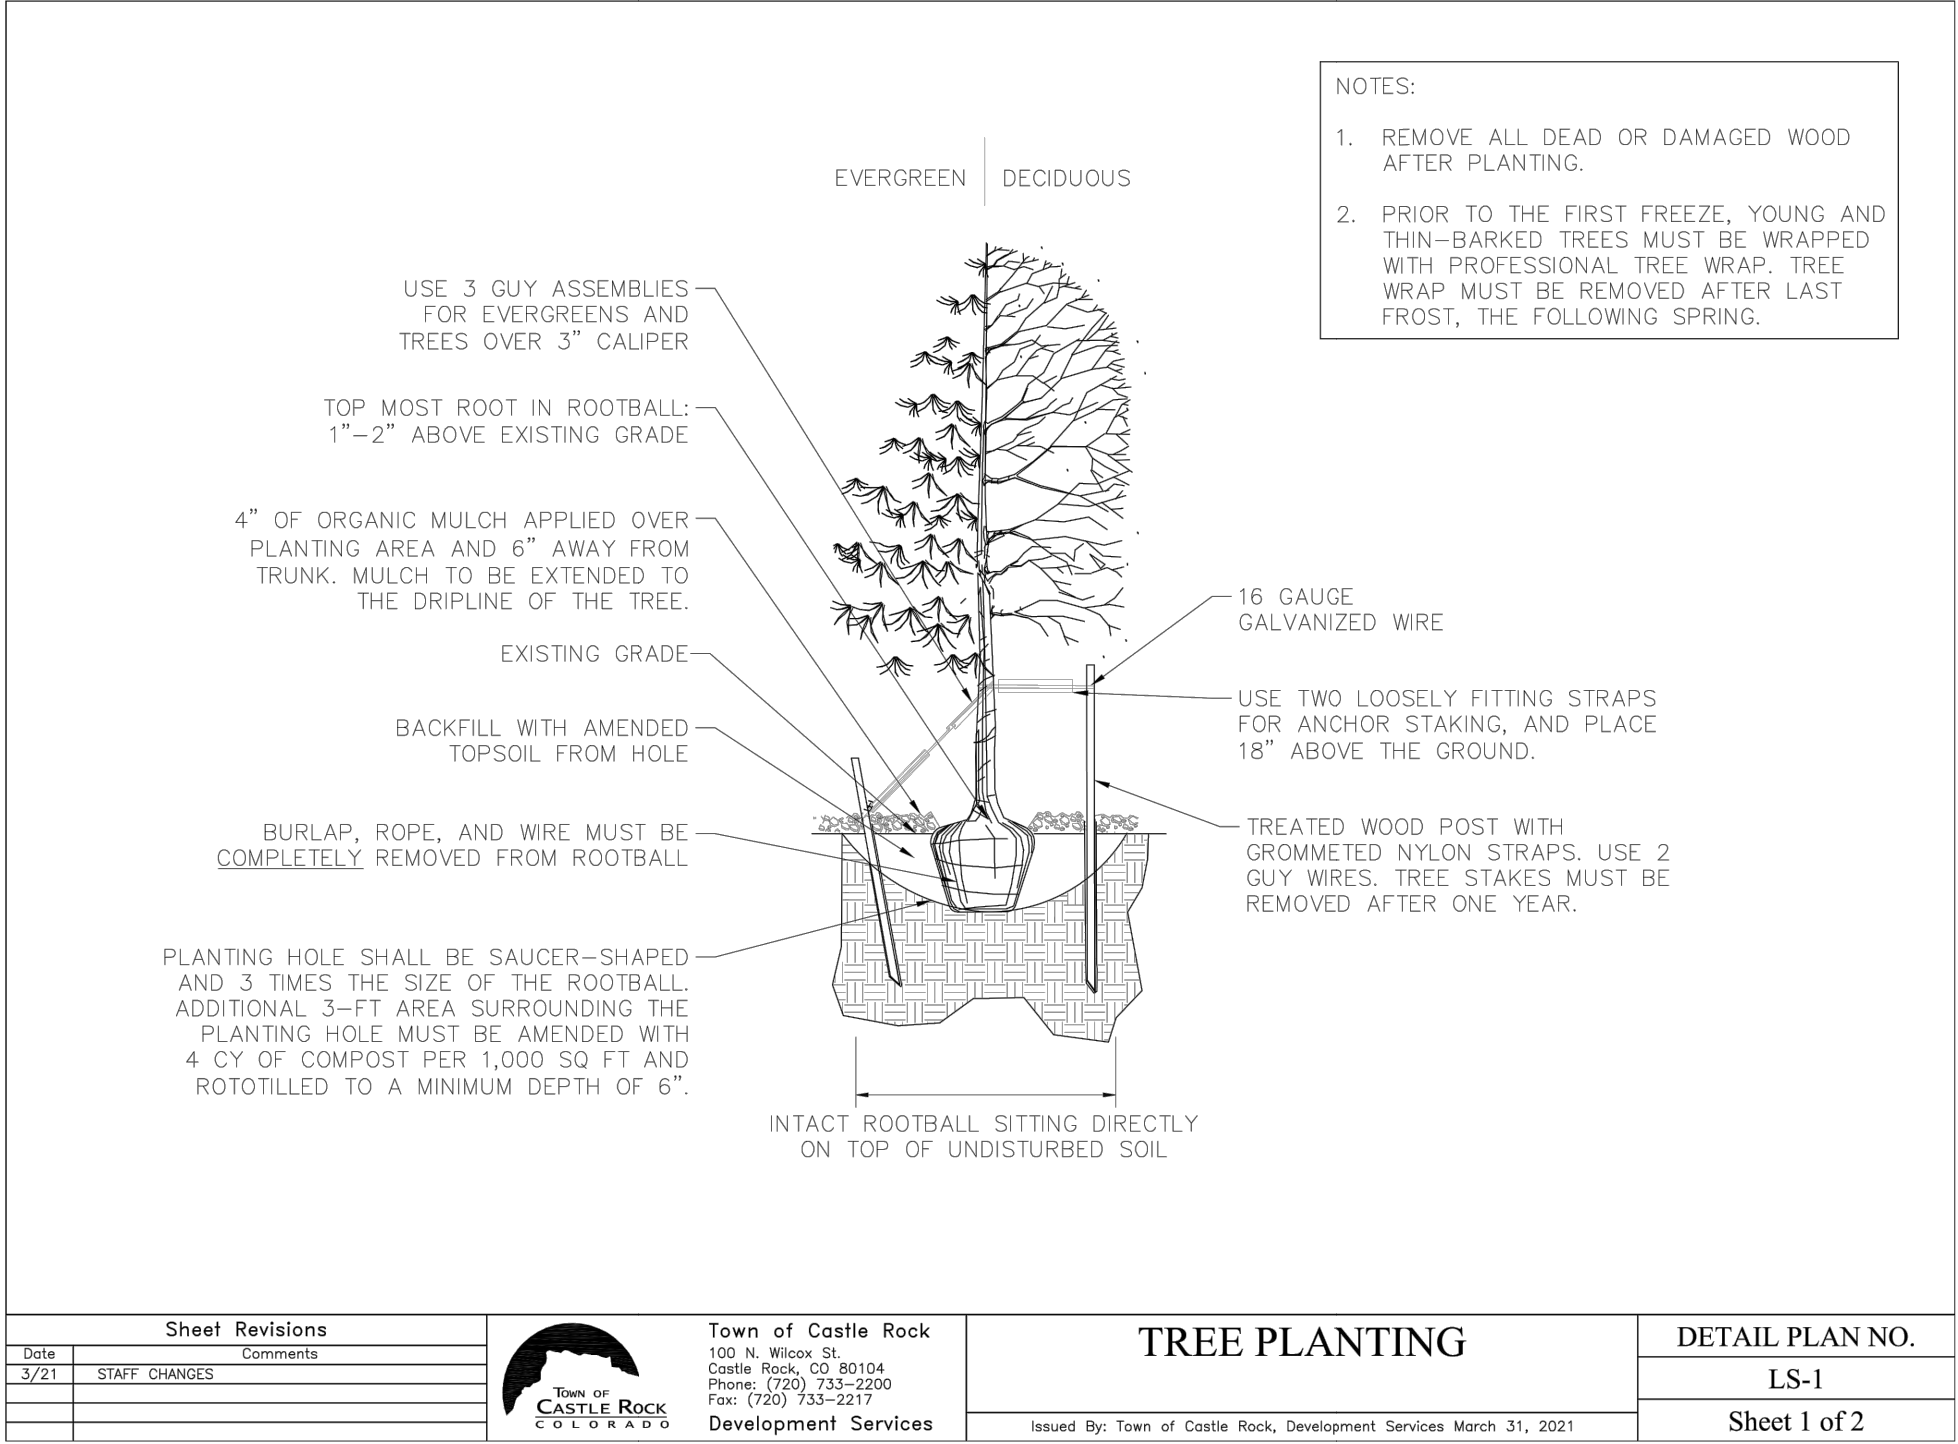 NOTES:
1. REMOVE ALL DEAD OR DAMAGED WOOD
AFTER PLANTING.
2. PRIOR TO THE FIRST FREEZE, YOUNG AND
THIN-BARKED TREES MUST BE WRAPPED
WITH PROFESSIONAL TREE WRAP. TREE
WRAP MUST BE REMOVED AFTER LAST
FROST, THE FOLLOWING SPRING.
EVERGREEN
DECIDUOUS
USE 3 GUY ASSEMBLIES
FOR EVERGREENS AND
TREES OVER 3” CALIPER
TOP MOST ROOT IN ROOTBALL:
1”-2” ABOVE EXISTING GRADE
4” OF ORGANIC MULCH APPLIED OVER
PLANTING AREA AND 6” AWAY FROM
TRUNK. MULCH TO BE EXTENDED TO
THE DRIPLINE OF THE TREE.
EXISTING GRADE
BACKFILL WITH AMENDED
TOPSOIL FROM HOLE
BURLAP, ROPE, AND WIRE MUST BE
COMPLETELY REMOVED FROM ROOTBALL
PLANTING HOLE SHALL BE SAUCER-SHAPED
AND 3 TIMES THE SIZE OF THE ROOTBALL.
ADDITIONAL 3-FT AREA SURROUNDING THE
PLANTING HOLE MUST BE AMENDED WITH
4 CY OF COMPOST PER 1,000 SQ FT AND
ROTOTILLED TO A MINIMUM DEPTH OF 6”.
16 GAUGE
GALVANIZED WIRE
USE TWO LOOSELY FITTING STRAPS
FOR ANCHOR STAKING, AND PLACE
18” ABOVE THE GROUND.
TREATED WOOD POST WITH
GROMMETED NYLON STRAPS. USE 2
GUY WIRES. TREE STAKES MUST BE
REMOVED AFTER ONE YEAR.
INTACT ROOTBALL SITTING DIRECTLY
ON TOP OF UNDISTURBED SOIL
Sheet Revisions
Date Comments
3/21 STAFF CHANGES
TOWN OF
CASTLE ROCK
COLORADO
Town of Castle Rock
100 N. Wilcox St.
Castle Rock, CO 80104
Phone: (720) 733-2200
Fax: (720) 733-2217
Development Services
TREE PLANTING
Issued By: Town of Castle Rock, Development Services March 31, 2021
DETAIL PLAN NO.
LS-1
Sheet 1 of 2